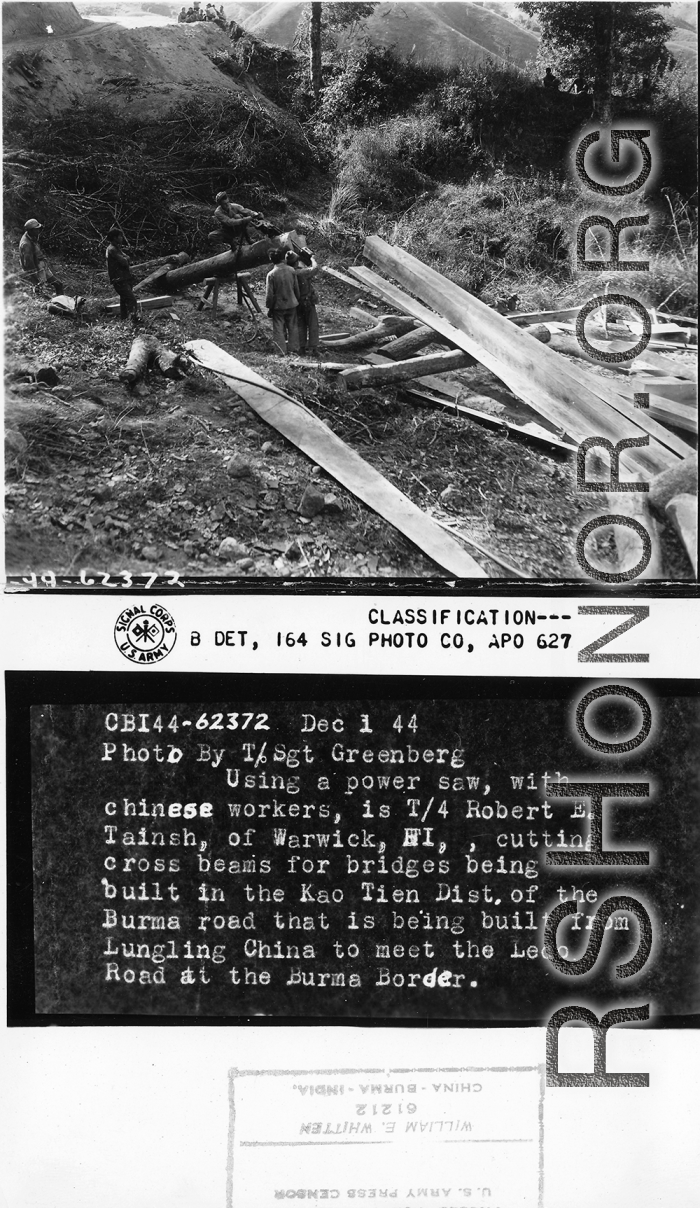 44-62372
SIGNAL CORPS
U.S. ARMY
CLASSIFICATION---
B DET, 164 SIG PHOTO CO, APO 627
CBI44-62372 Dec 1 44
Photo By T/Sgt Greenberg
Using a power saw, with
chinese workers, is T/4 Robert E.
Tainsh, of Warwick, RI, , cutting
cross beams for bridges being
built in the Kao Tien Dist. of the
Burma road that is being built from
Lungling China to meet the Ledo
Road at the Burma Border.
RSHONOR.ORG
U. S. ARMY PRESS CENSOR
WILLIAM E. WHITTEN
61212
CHINA - BURMA - INDIA.